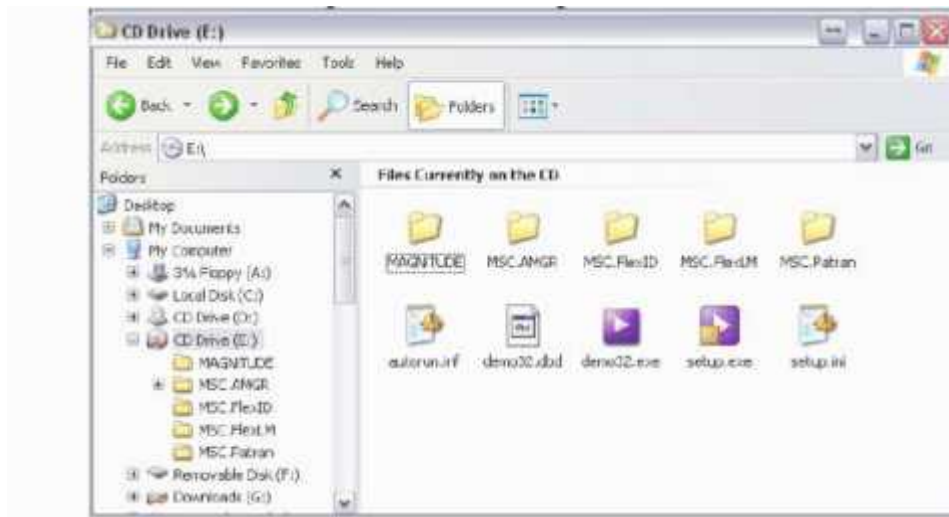 CD Drive (E:)
File Edit View Favorites Tools Help
Back Search Folders
Address E:\ Go
Folders
Desktop
My Documents
My Computer
3½ Floppy (A:)
Local Disk (C:)
CD Drive (D:)
CD Drive (E:)
MAGNITUDE
MSC.AMGR
MSC.FlexID
MSC.FlexLM
MSC.Patran
Removable Disk (F:)
Downloads (G:)
Files Currently on the CD
MAGNITUDE MSC.AMGR MSC.FlexID MSC.FlexLM MSC.Patran
autorun.inf demo32.dbd demo32.exe setup.exe setup.ini